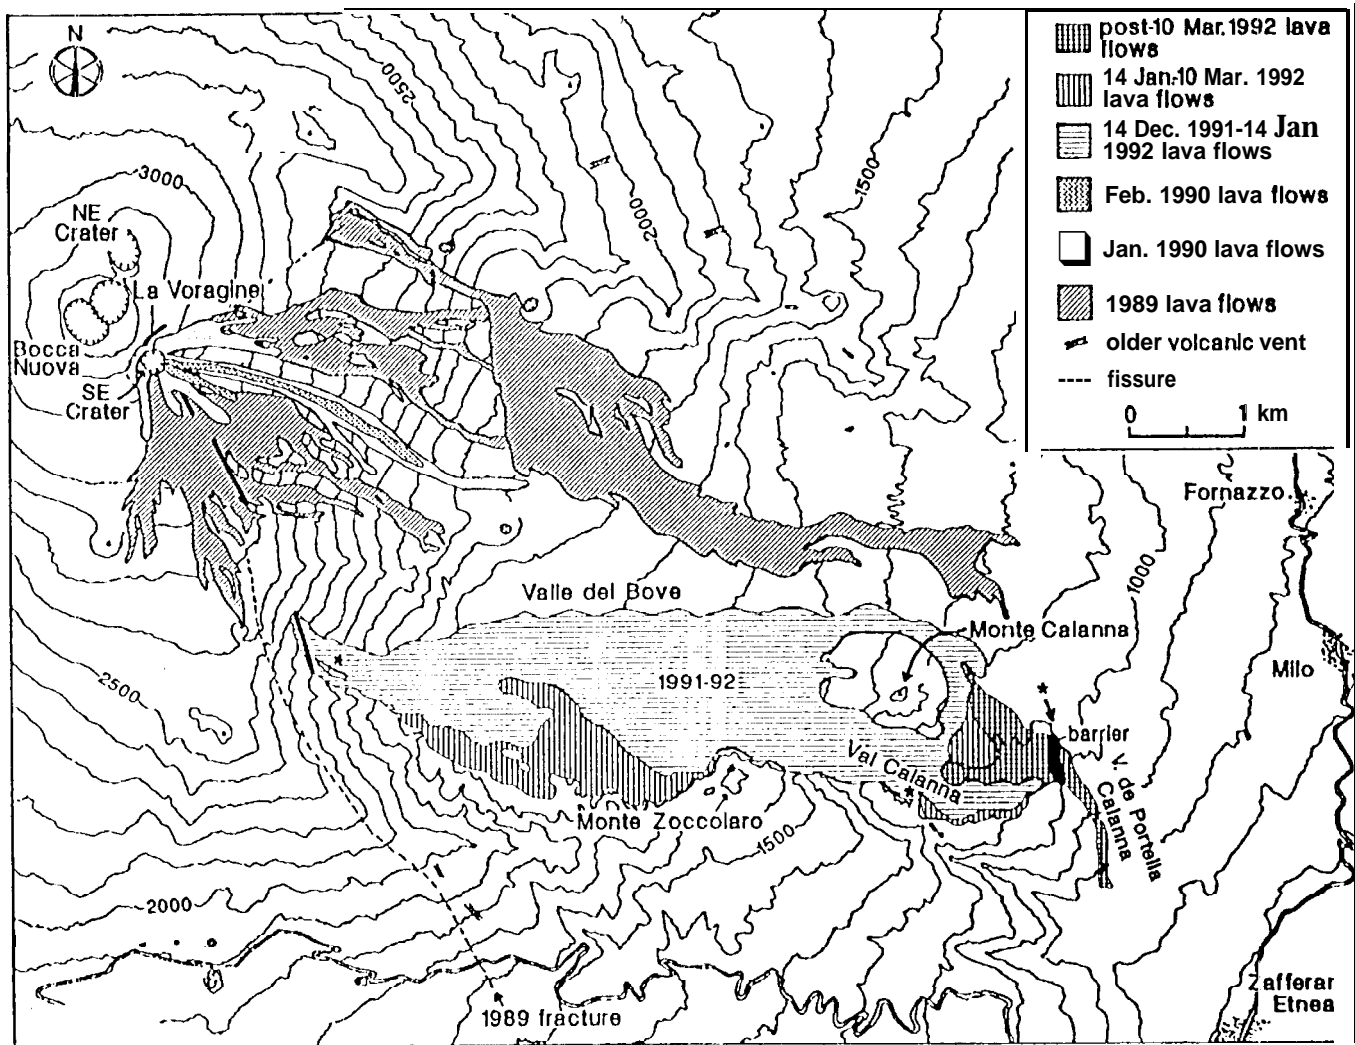 N
post-10 Mar. 1992 lava
flows
14 Jan.-10 Mar. 1992
lava flows
14 Dec. 1991-14 Jan
1992 lava flows
Feb. 1990 lava flows
Jan. 1990 lava flows
1989 lava flows
older volcanic vent
fissure
0 1 km
2500
3000
1500
2000
NE
Crater
La Voragine
Bocca
Nuova
SE
Crater
Fornazzo
1000
Valle del Bove
Monte Calanna
Milo
2500
1991-92
barrier
Val Calanna
V. de Portella
Calanna
Monte Zoccolaro
1500
2000
Zafferar
Etnea
1989 fracture